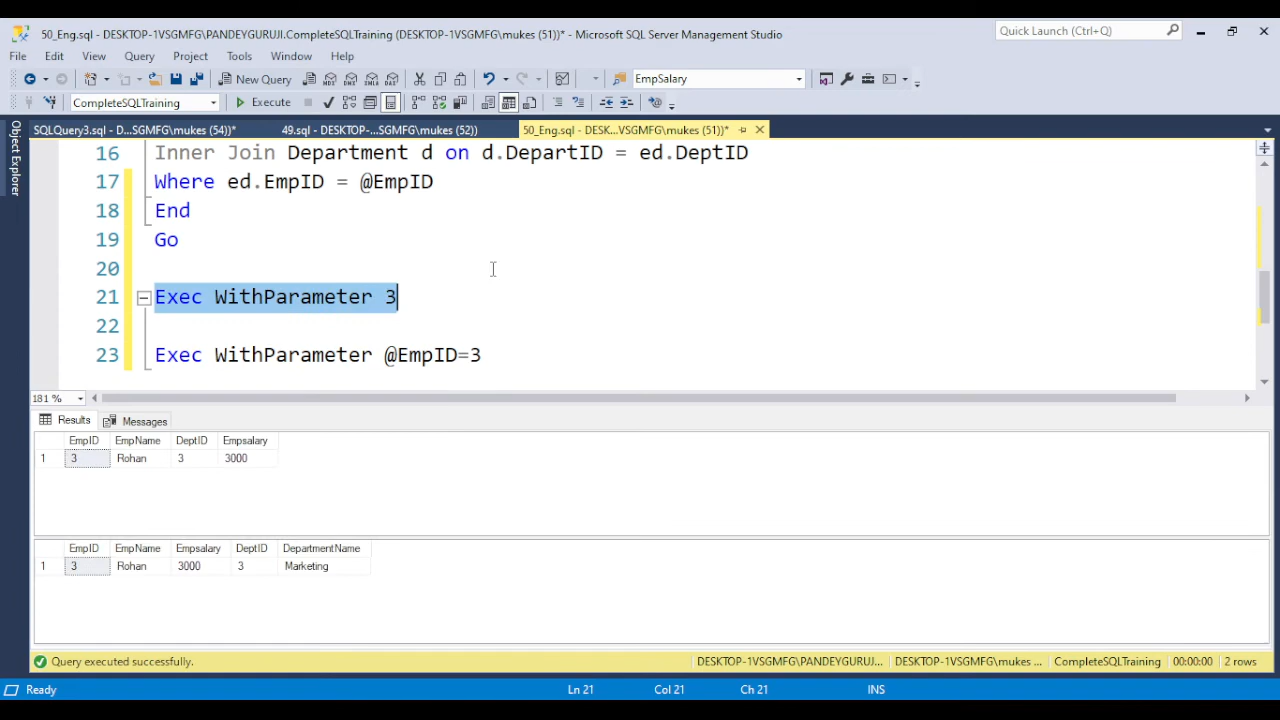 50_Eng.sql - DESKTOP-1VSGMFG\PANDEYGURUJI.CompleteSQLTraining (DESKTOP-1VSGMFG\mukes (51))* - Microsoft SQL Server Management Studio
Quick Launch (Ctrl+Q)
File Edit View Query Project Tools Window Help
New Query MDX DMX XMLA DAX EmpSalary
CompleteSQLTraining Execute
SQLQuery3.sql - D...SGMFG\mukes (54))* 49.sql - DESKTOP-...SGMFG\mukes (52)) 50_Eng.sql - DESK...VSGMFG\mukes (51))*
Object Explorer
16 Inner Join Department d on d.DepartID = ed.DeptID
17 Where ed.EmpID = @EmpID
18 End
19 Go
20
21 Exec WithParameter 3
22
23 Exec WithParameter @EmpID=3
181 %
Results Messages
EmpID EmpName DeptID Empsalary
1 3 Rohan 3 3000
EmpID EmpName Empsalary DeptID DepartmentName
1 3 Rohan 3000 3 Marketing
Query executed successfully. DESKTOP-1VSGMFG\PANDEYGURUJI... DESKTOP-1VSGMFG\mukes ... CompleteSQLTraining 00:00:00 2 rows
Ready Ln 21 Col 21 Ch 21 INS